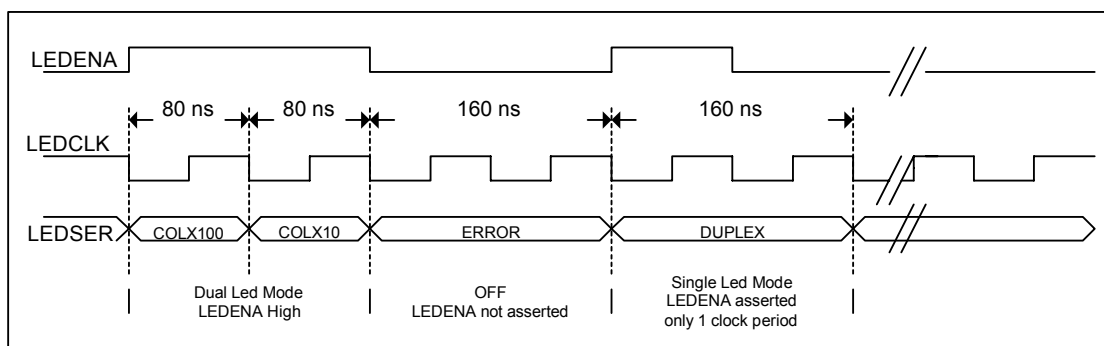 LEDENA
80 ns 80 ns 160 ns 160 ns
LEDCLK
LEDSER COLX100 COLX10 ERROR DUPLEX
Dual Led Mode
LEDENA High
OFF
LEDENA not asserted
Single Led Mode
LEDENA asserted
only 1 clock period